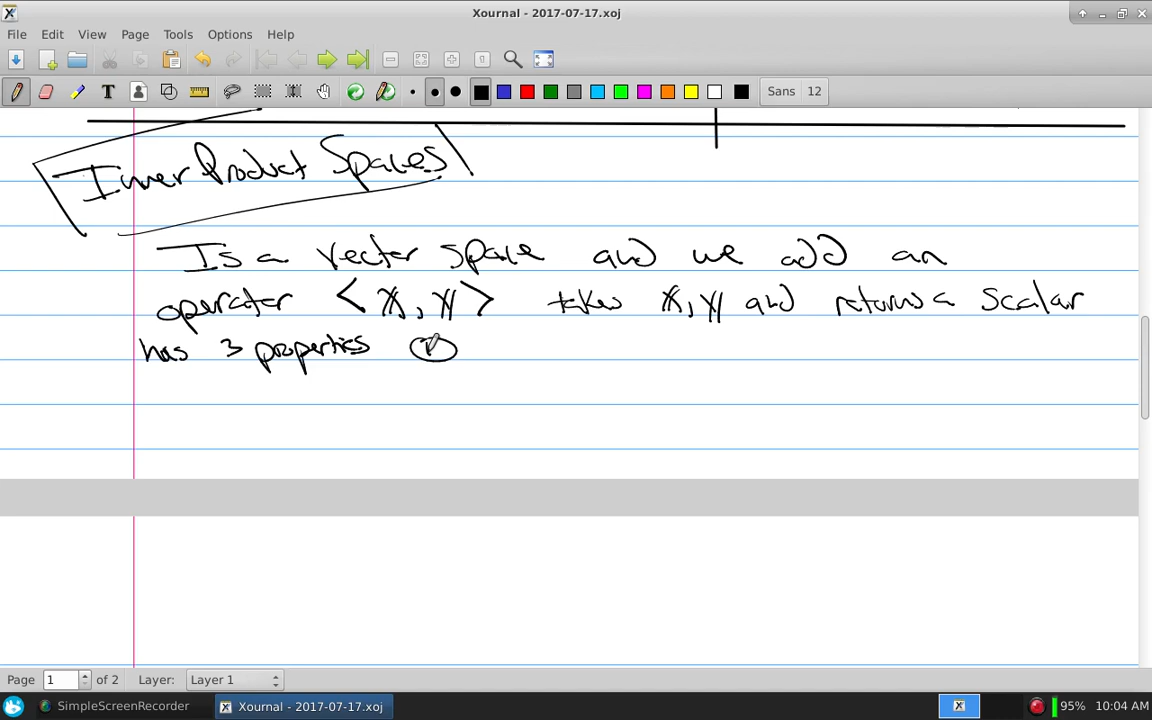 Xournal - 2017-07-17.xoj
File Edit View Page Tools Options Help
Sans 12
Inner Product Spaces
Is a vector space and we add an
operator < x, y > takes x, y and returns a scalar
has 3 properties ①
Page 1 of 2 Layer: Layer 1
SimpleScreenRecorder Xournal - 2017-07-17.xoj 95% 10:04 AM